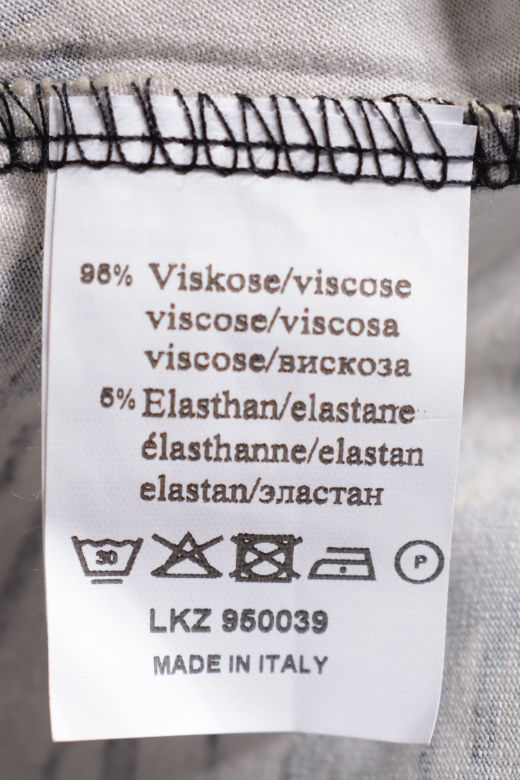 95% Viskose/viscose
viscose/viscosa
viscose/вискоза
5% Elasthan/elastane
élasthanne/elastan
elastan/эластан
30 P
LKZ 950039
MADE IN ITALY